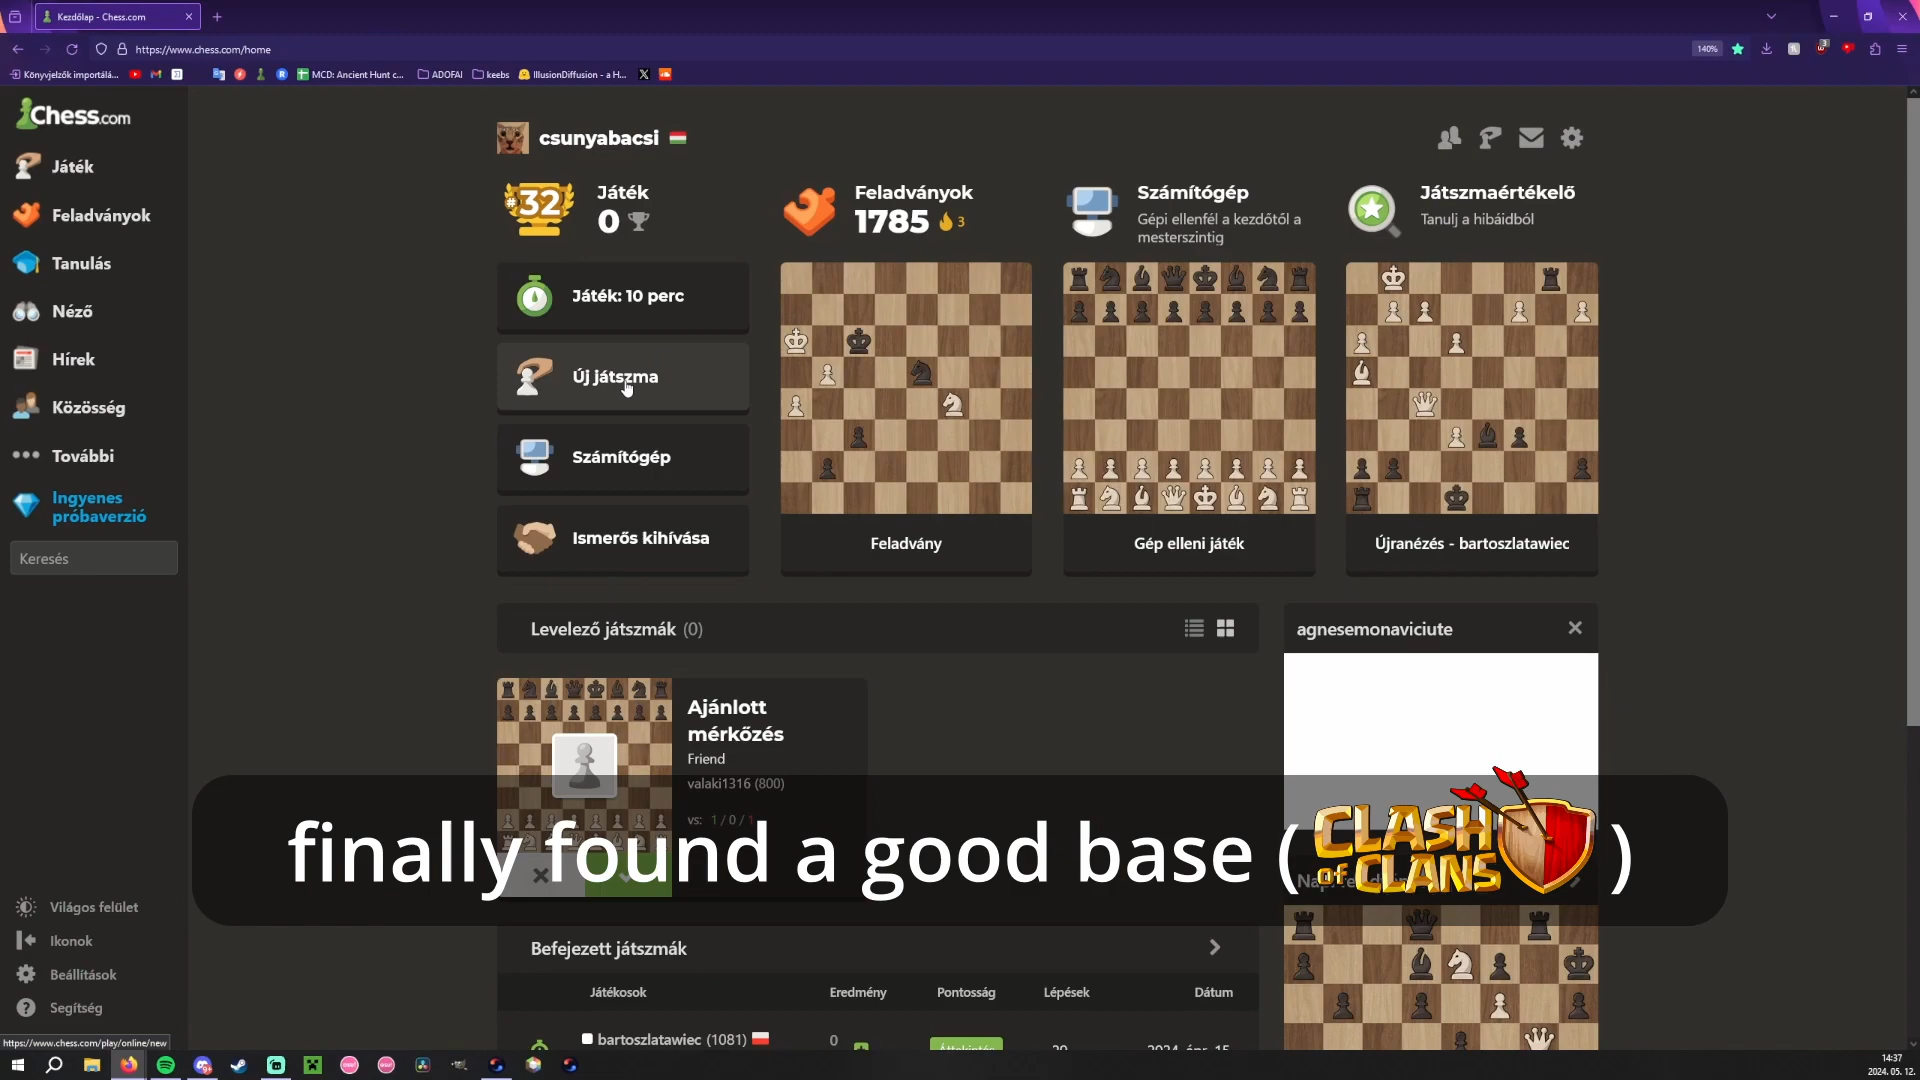 Kezdőlap - Chess.com
https://www.chess.com/home
140%
3
Könyvjelzők importálá...
MCD: Ancient Hunt c...
ADOFAI
keebs
IllusionDiffusion - a H...
Chess.com
Játék
Feladványok
Tanulás
Néző
Hírek
Közösség
További
Ingyenes
próbaverzió
Keresés
Világos felület
Ikonok
Beállítások
Segítség
csunyabacsi
#32
Játék
0
Feladványok
1785
3
Számítógép
Gépi ellenfél a kezdőtől a
mesterszintig
Játszmaértékelő
Tanulj a hibáidból
Játék: 10 perc
Új játszma
Számítógép
Ismerős kihívása
Feladvány
Gép elleni játék
Újranézés - bartoszlatawiec
Levelező játszmák (0)
agnesemonaviciute
Ajánlott
mérkőzés
Friend
valaki1316 (800)
vs: 1 / 0 / 1
finally found a good base (CLASH of CLANS)
Befejezett játszmák
Játékosok
Eredmény
Pontosság
Lépések
Dátum
bartoszlatawiec (1081)
0
https://www.chess.com/play/online/new
14:37
2024. 05. 12.